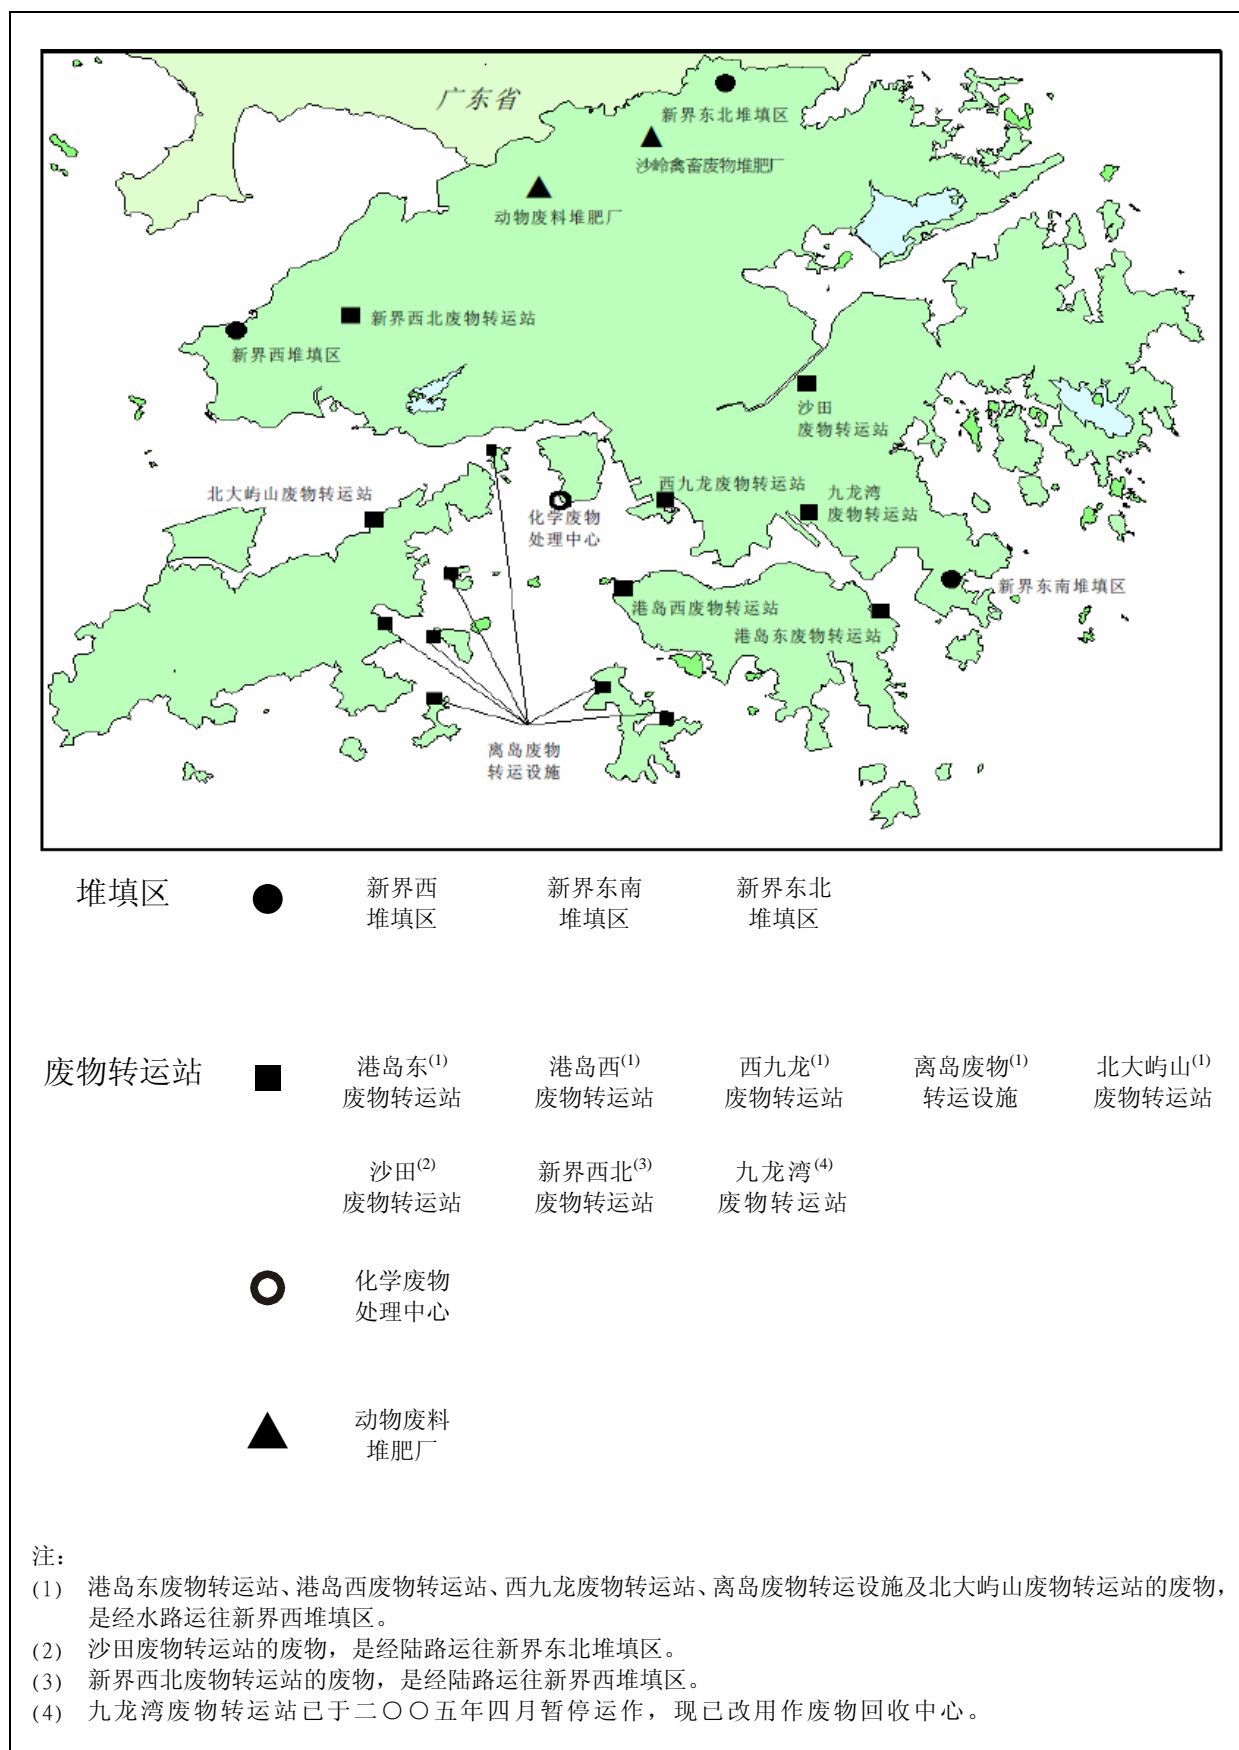 广东省
新界东北堆填区
沙岭禽畜废物堆肥厂
动物废料堆肥厂
新界西北废物转运站
新界西堆填区
沙田
废物转运站
北大屿山废物转运站
西九龙废物转运站
九龙湾
废物转运站
化学废物
处理中心
新界东南堆填区
港岛西废物转运站
港岛东废物转运站
离岛废物
转运设施
堆填区 新界西 新界东南 新界东北
堆填区 堆填区 堆填区
废物转运站 港岛东(1) 港岛西(1) 西九龙(1) 离岛废物(1) 北大屿山(1)
废物转运站 废物转运站 废物转运站 转运设施 废物转运站
沙田(2) 新界西北(3) 九龙湾(4)
废物转运站 废物转运站 废物转运站
化学废物
处理中心
动物废料
堆肥厂
注：
(1) 港岛东废物转运站、港岛西废物转运站、西九龙废物转运站、离岛废物转运设施及北大屿山废物转运站的废物，
是经水路运往新界西堆填区。
(2) 沙田废物转运站的废物，是经陆路运往新界东北堆填区。
(3) 新界西北废物转运站的废物，是经陆路运往新界西堆填区。
(4) 九龙湾废物转运站已于二〇〇五年四月暂停运作，现已改用作废物回收中心。